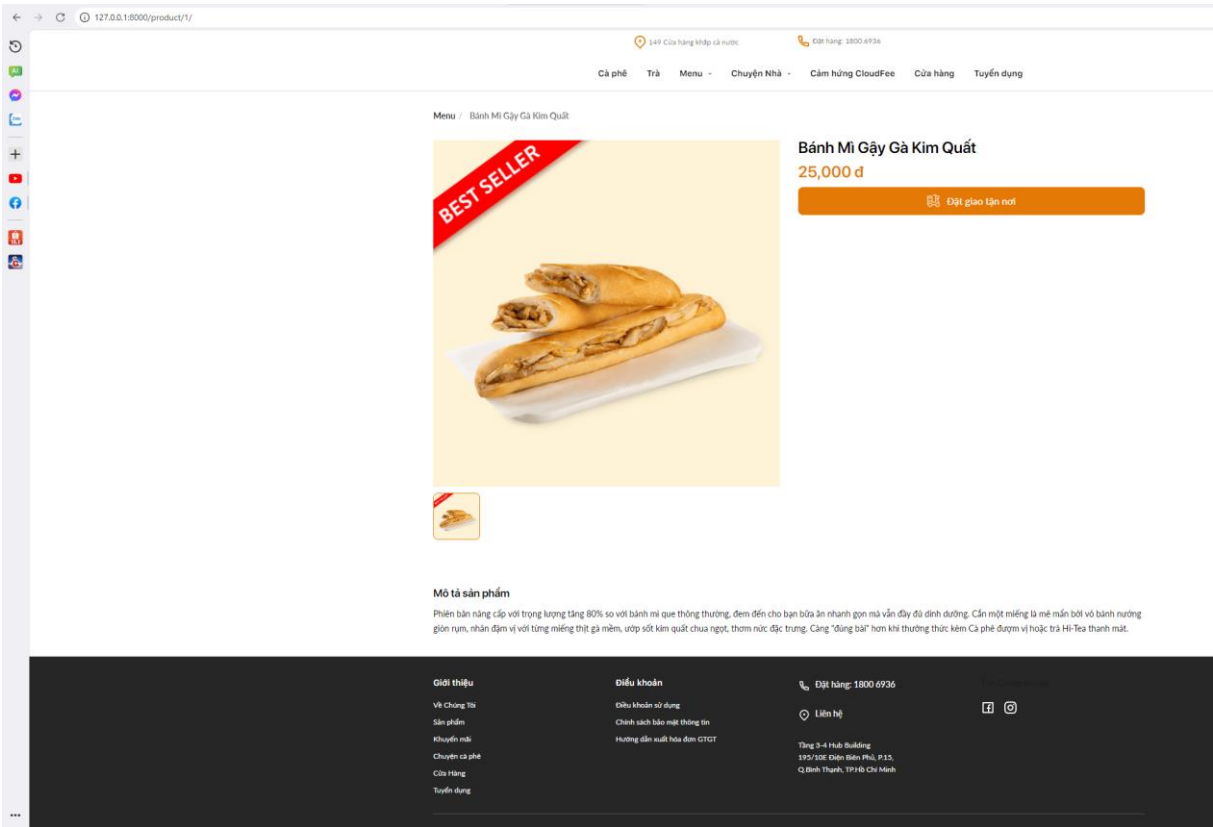 127.0.0.1:8000/product/1/
149 Cửa hàng khắp cả nước
Đặt hàng: 1800.6936
Cà phê Trà Menu Chuyện Nhà Cảm hứng CloudFee Cửa hàng Tuyển dụng
Menu / Bánh Mì Gậy Gà Kim Quất
BEST SELLER
Bánh Mì Gậy Gà Kim Quất
25,000 đ
Đặt giao tận nơi
Mô tả sản phẩm
Phiên bản nâng cấp với trọng lượng tăng 80% so với bánh mì que thông thường, đem đến cho bạn bữa ăn nhanh gọn mà vẫn đầy đủ dinh dưỡng. Cắn một miếng là mê mẩn bởi vỏ bánh nướng
giòn rụm, nhân đậm vị với từng miếng thịt gà mềm, ướp sốt kim quất chua ngọt, thơm nức đặc trưng. Càng "đúng bài" hơn khi thưởng thức kèm Cà phê đượm vị hoặc trà Hi-Tea thanh mát.
Giới thiệu
Về Chúng Tôi
Sản phẩm
Khuyến mãi
Chuyện cà phê
Cửa Hàng
Tuyển dụng
Điều khoản
Điều khoản sử dụng
Chính sách bảo mật thông tin
Hướng dẫn xuất hóa đơn GTGT
Đặt hàng: 1800 6936
Liên hệ
Tầng 3-4 Hub Building
195/10E Điện Biên Phủ, P.15,
Q.Bình Thạnh, TP.Hồ Chí Minh